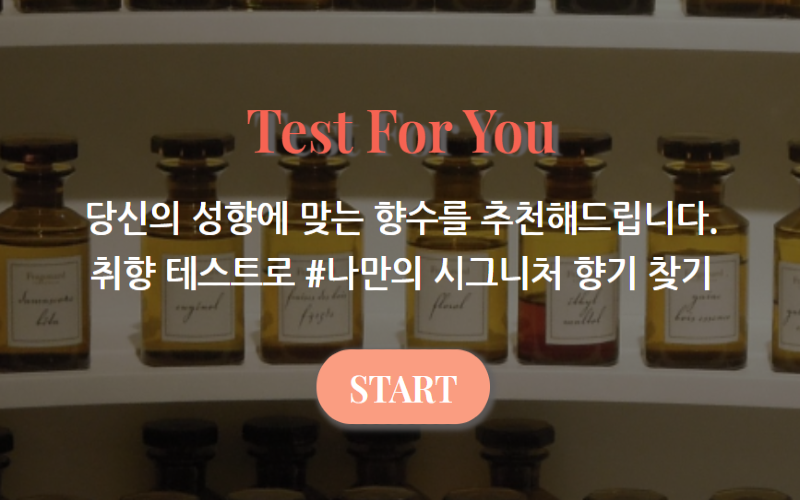 Test For You
당신의 성향에 맞는 향수를 추천해드립니다.
취향 테스트로 #나만의 시그니처 향기 찾기
floral
START